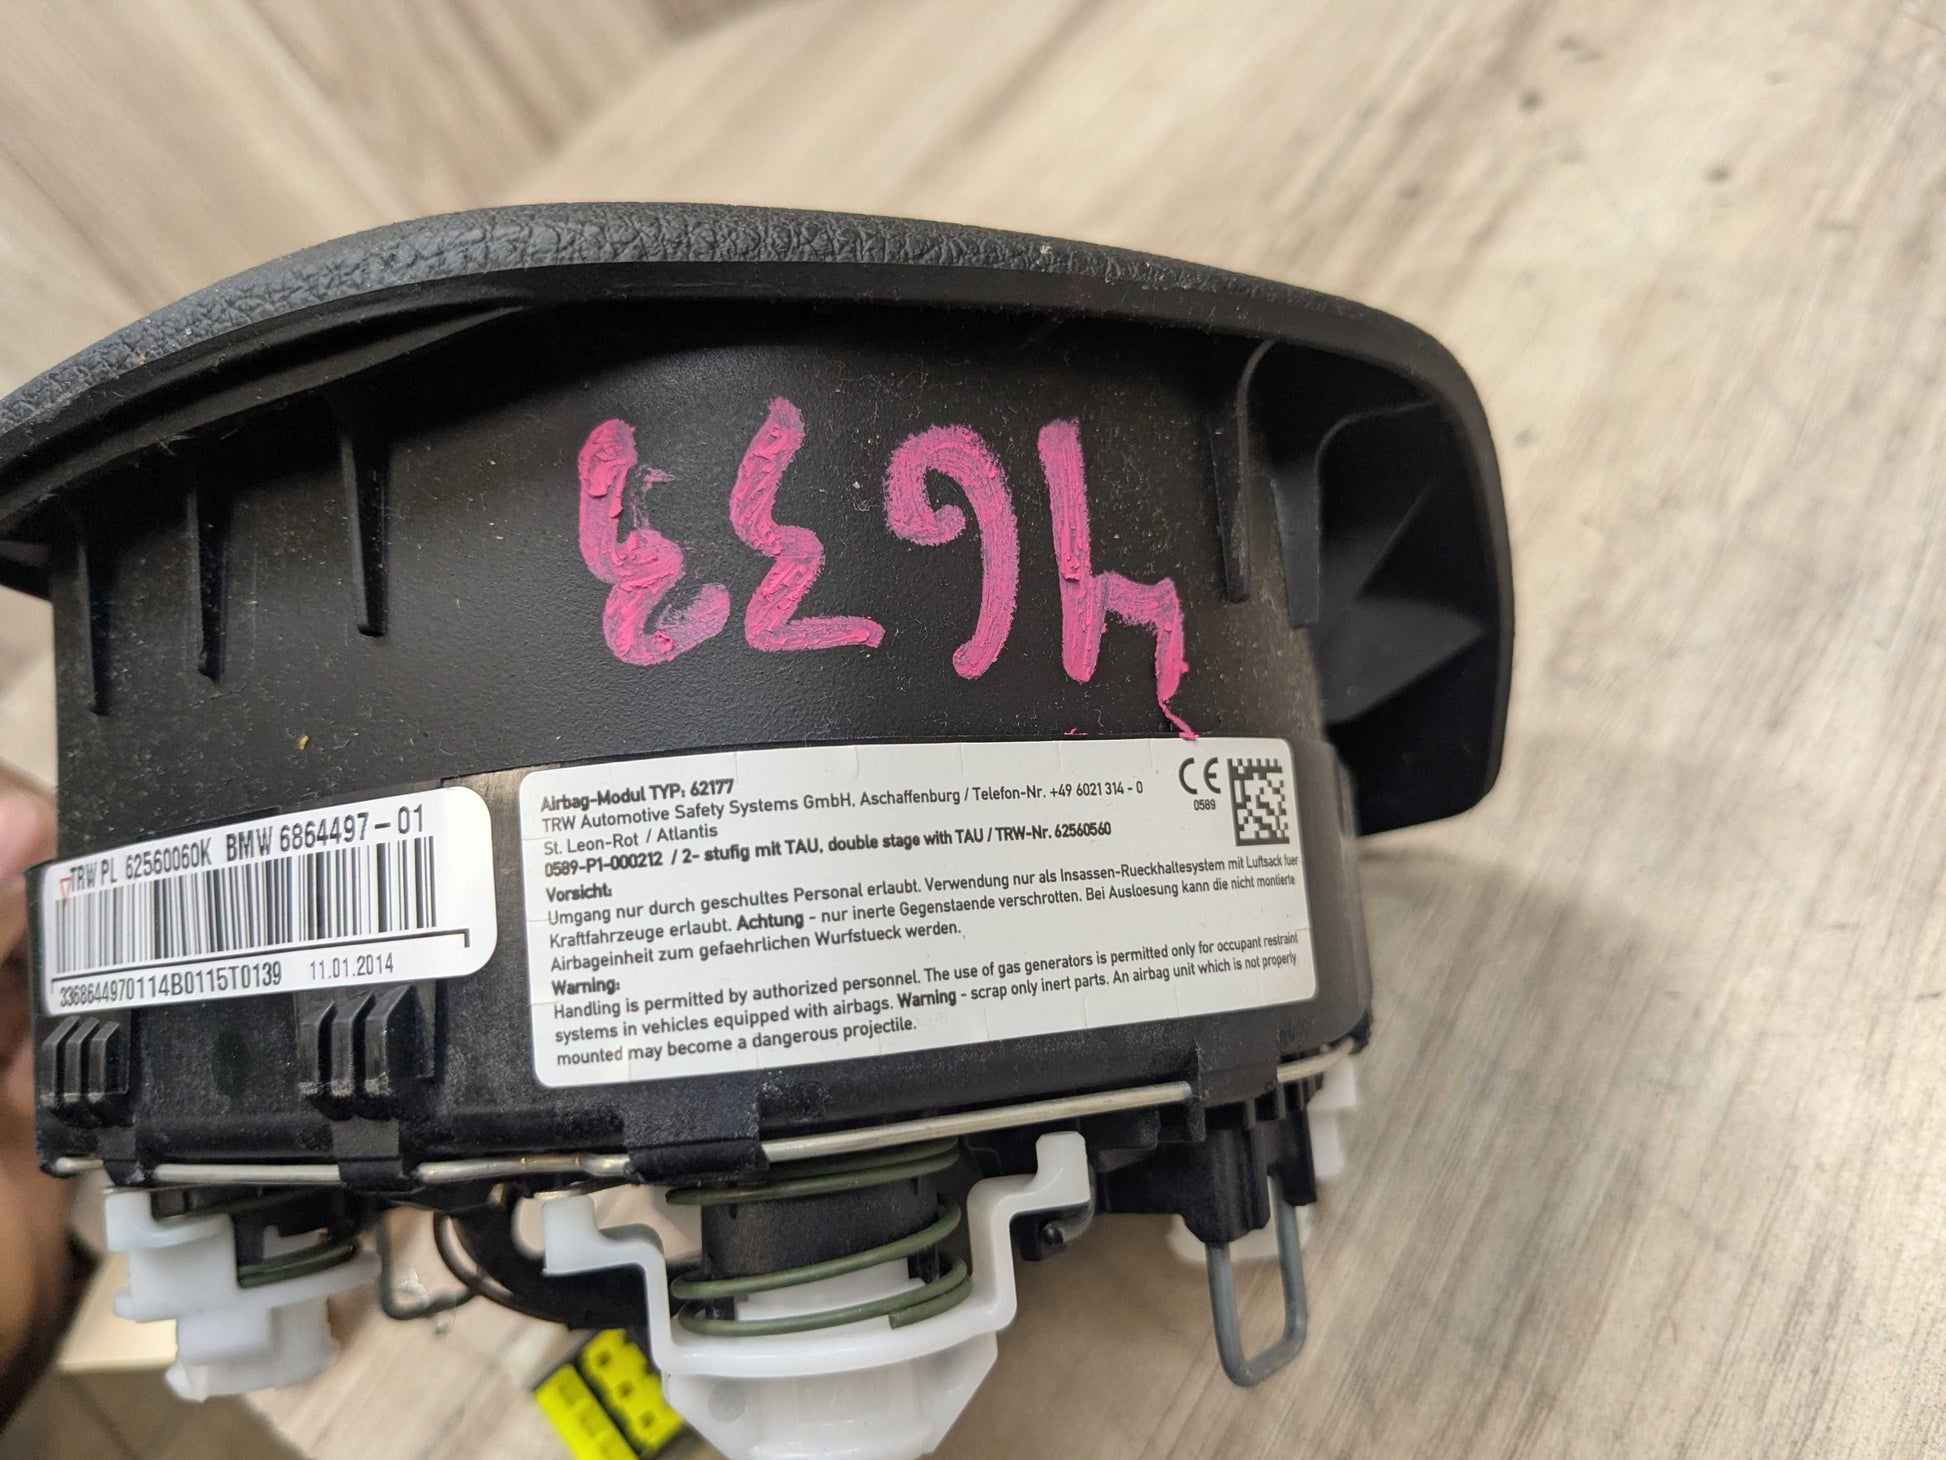 4633
TRW PL 62560060K BMW 6864497-01
3368644970114B0115T0139 11.01.2014
Airbag-Modul TYP: 62177
TRW Automotive Safety Systems GmbH, Aschaffenburg / Telefon-Nr. +49 6021 314 - 0
St. Leon-Rot / Atlantis
0589-P1-000212 / 2- stufig mit TAU, double stage with TAU / TRW-Nr. 62560560
CE
0589
Vorsicht:
Umgang nur durch geschultes Personal erlaubt. Verwendung nur als Insassen-Rueckhaltesystem mit Luftsack fuer
Kraftfahrzeuge erlaubt. Achtung - nur inerte Gegenstaende verschrotten. Bei Ausloesung kann die nicht montierte
Airbageinheit zum gefaehrlichen Wurfstueck werden.
Warning:
Handling is permitted by authorized personnel. The use of gas generators is permitted only for occupant restraint
systems in vehicles equipped with airbags. Warning - scrap only inert parts. An airbag unit which is not properly
mounted may become a dangerous projectile.